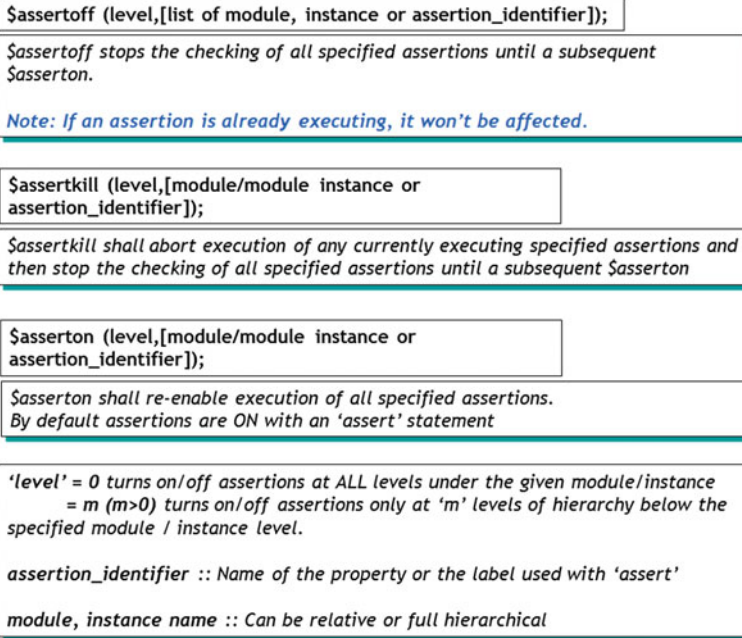 $assertoff (level,[list of module, instance or assertion_identifier]);
$assertoff stops the checking of all specified assertions until a subsequent
$asserton.
Note: If an assertion is already executing, it won't be affected.
$assertkill (level,[module/module instance or
assertion_identifier]);
$assertkill shall abort execution of any currently executing specified assertions and
then stop the checking of all specified assertions until a subsequent $asserton
$asserton (level,[module/module instance or
assertion_identifier]);
$asserton shall re-enable execution of all specified assertions.
By default assertions are ON with an ‘assert’ statement
‘level’ = 0 turns on/off assertions at ALL levels under the given module/instance
= m (m>0) turns on/off assertions only at ‘m’ levels of hierarchy below the
specified module / instance level.
assertion_identifier :: Name of the property or the label used with ‘assert’
module, instance name :: Can be relative or full hierarchical